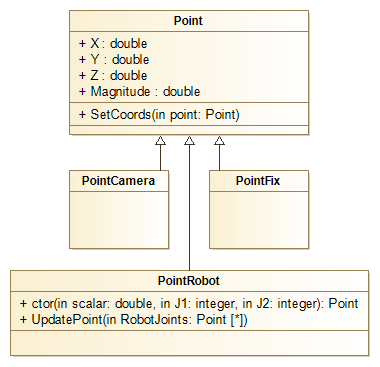 Point
+ X : double
+ Y : double
+ Z : double
+ Magnitude : double
+ SetCoords(in point: Point)
PointCamera
PointFix
PointRobot
+ ctor(in scalar: double, in J1: integer, in J2: integer): Point
+ UpdatePoint(in RobotJoints: Point [*])